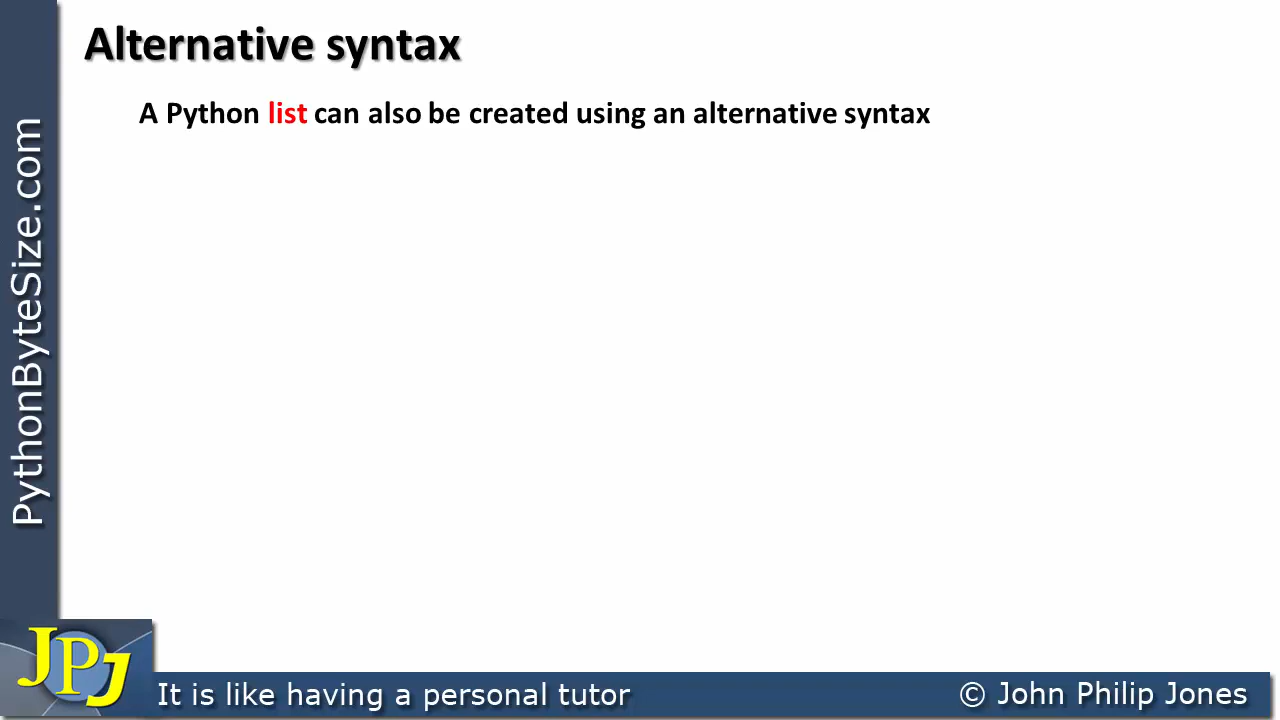 Alternative syntax
A Python list can also be created using an alternative syntax
PythonByteSize.com
JPJ
It is like having a personal tutor
© John Philip Jones